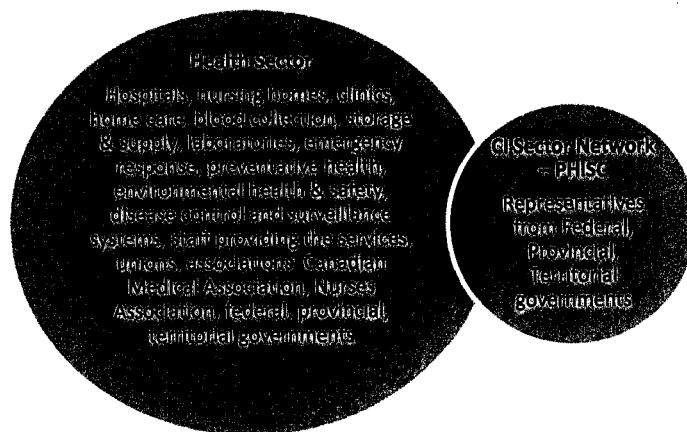 Health Sector
Hospitals, nursing homes, clinics,
home care, blood collection, storage
& supply, laboratories, emergency
response, preventative health,
environmental health & safety,
disease control and surveillance
systems, staff providing the services,
unions, associations: Canadian
Medical Association, Nurses
Association, federal, provincial,
territorial governments
CI Sector Network
- PHISC
Representatives
from Federal,
Provincial,
Territorial
governments